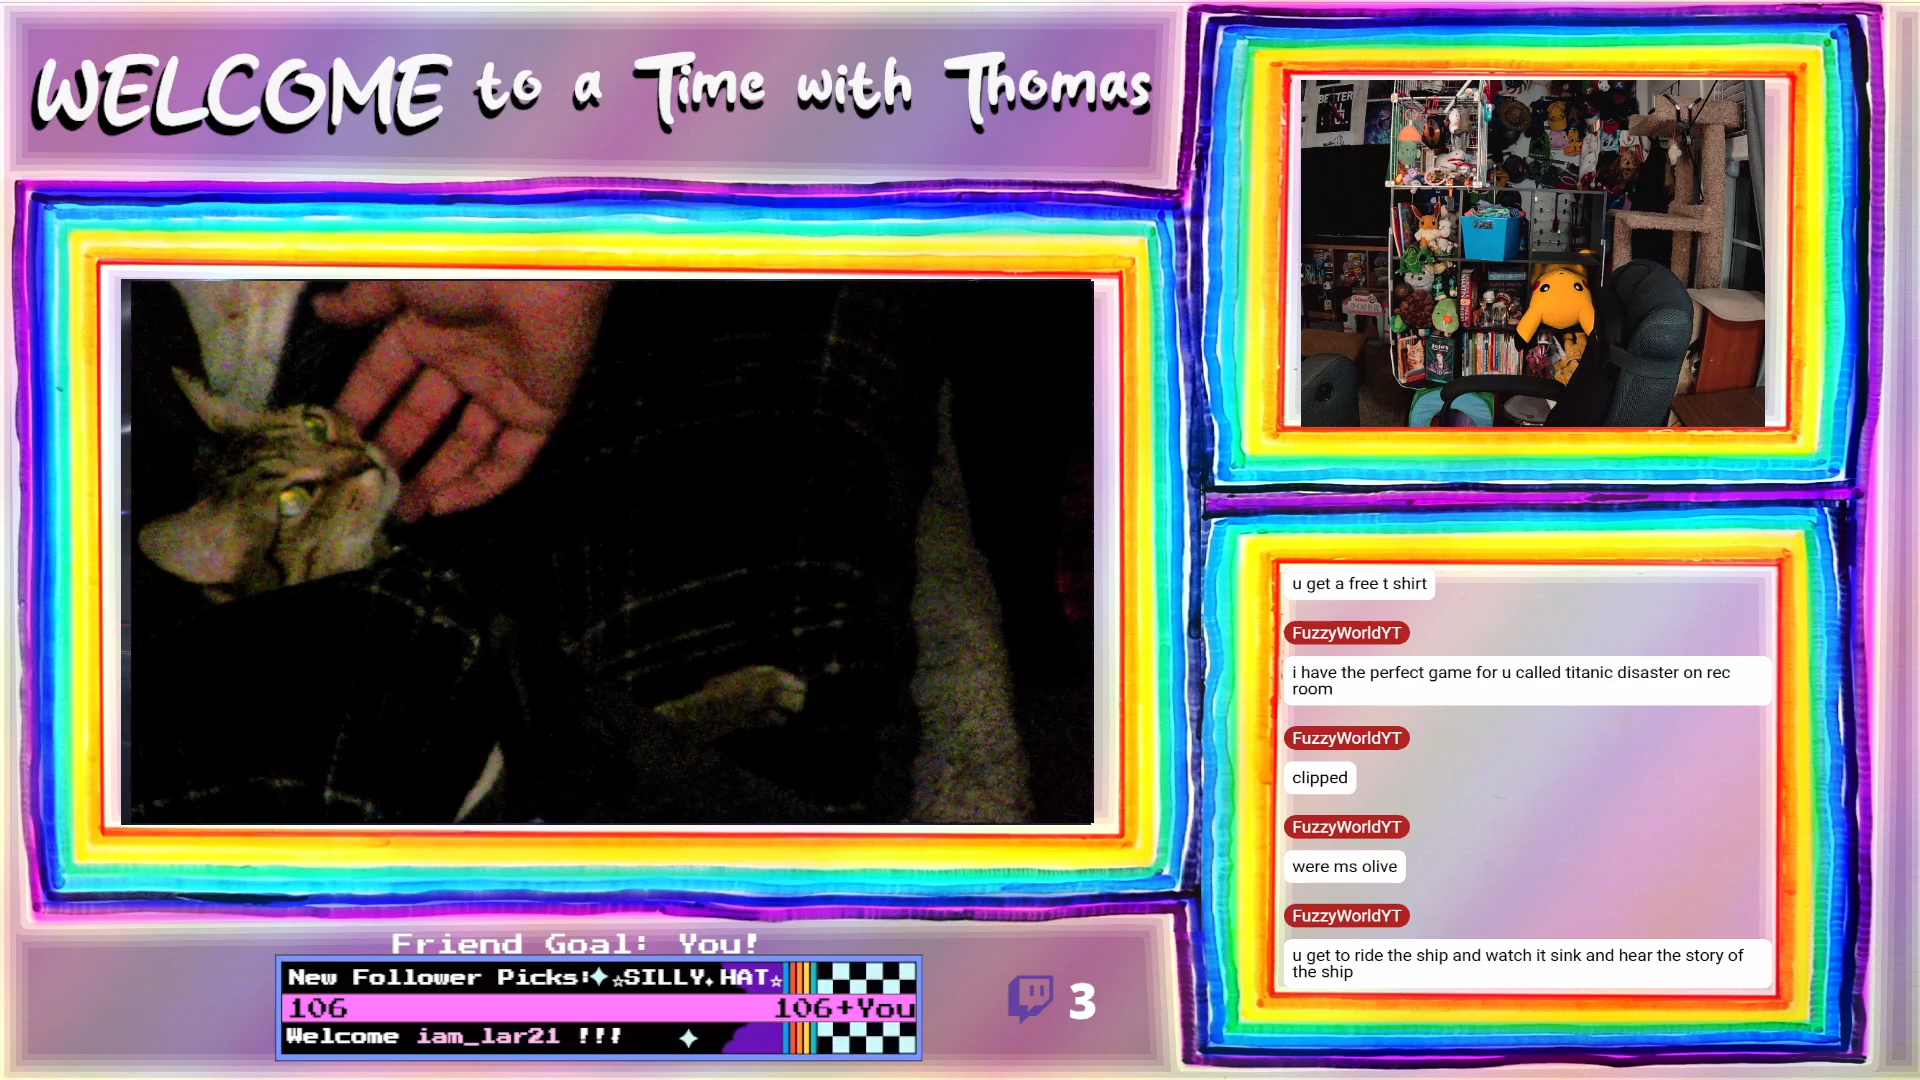 WELCOME to a Time with Thomas
u get a free t shirt
FuzzyWorldYT
i have the perfect game for u called titanic disaster on rec
room
FuzzyWorldYT
clipped
FuzzyWorldYT
were ms olive
FuzzyWorldYT
u get to ride the ship and watch it sink and hear the story of
the ship
Friend Goal: You!
New Follower Picks:✦☆SILLY✦HAT☆
106 106+You
Welcome iam_lar21 !!!
3